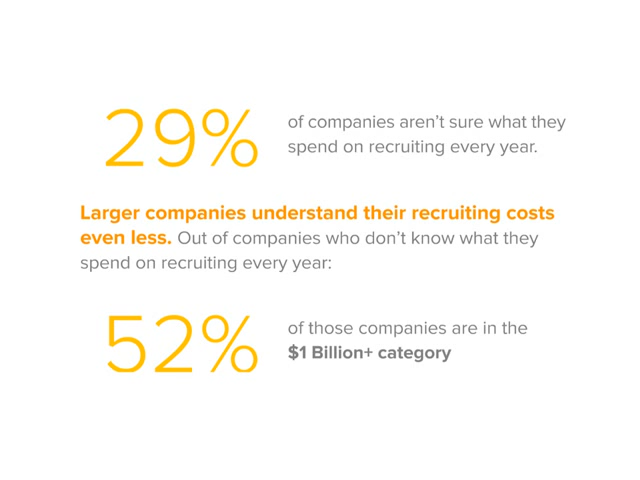 29%
of companies aren’t sure what they
spend on recruiting every year.
Larger companies understand their recruiting costs
even less. Out of companies who don’t know what they
spend on recruiting every year:
52%
of those companies are in the
$1 Billion+ category